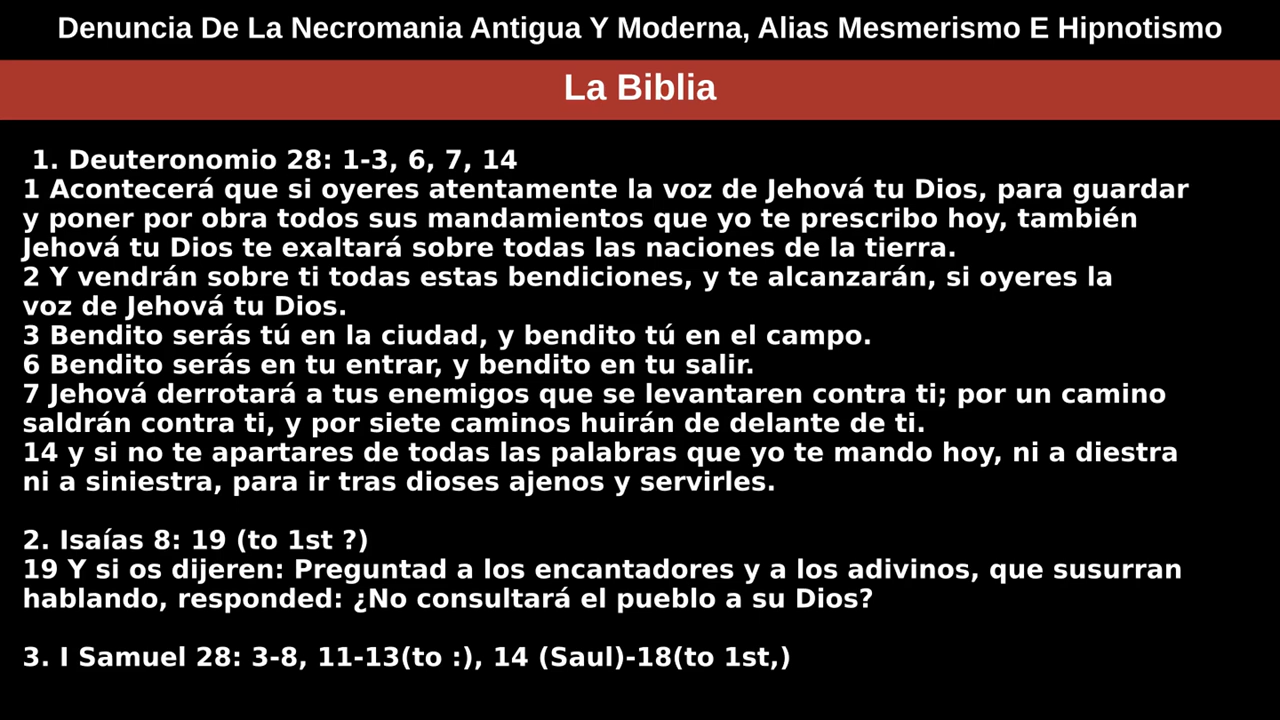 Denuncia De La Necromania Antigua Y Moderna, Alias Mesmerismo E Hipnotismo
La Biblia
1. Deuteronomio 28: 1-3, 6, 7, 14
1 Acontecerá que si oyeres atentamente la voz de Jehová tu Dios, para guardar
y poner por obra todos sus mandamientos que yo te prescribo hoy, también
Jehová tu Dios te exaltará sobre todas las naciones de la tierra.
2 Y vendrán sobre ti todas estas bendiciones, y te alcanzarán, si oyeres la
voz de Jehová tu Dios.
3 Bendito serás tú en la ciudad, y bendito tú en el campo.
6 Bendito serás en tu entrar, y bendito en tu salir.
7 Jehová derrotará a tus enemigos que se levantaren contra ti; por un camino
saldrán contra ti, y por siete caminos huirán de delante de ti.
14 y si no te apartares de todas las palabras que yo te mando hoy, ni a diestra
ni a siniestra, para ir tras dioses ajenos y servirles.
2. Isaías 8: 19 (to 1st ?)
19 Y si os dijeren: Preguntad a los encantadores y a los adivinos, que susurran
hablando, responded: ¿No consultará el pueblo a su Dios?
3. I Samuel 28: 3-8, 11-13(to :), 14 (Saul)-18(to 1st,)